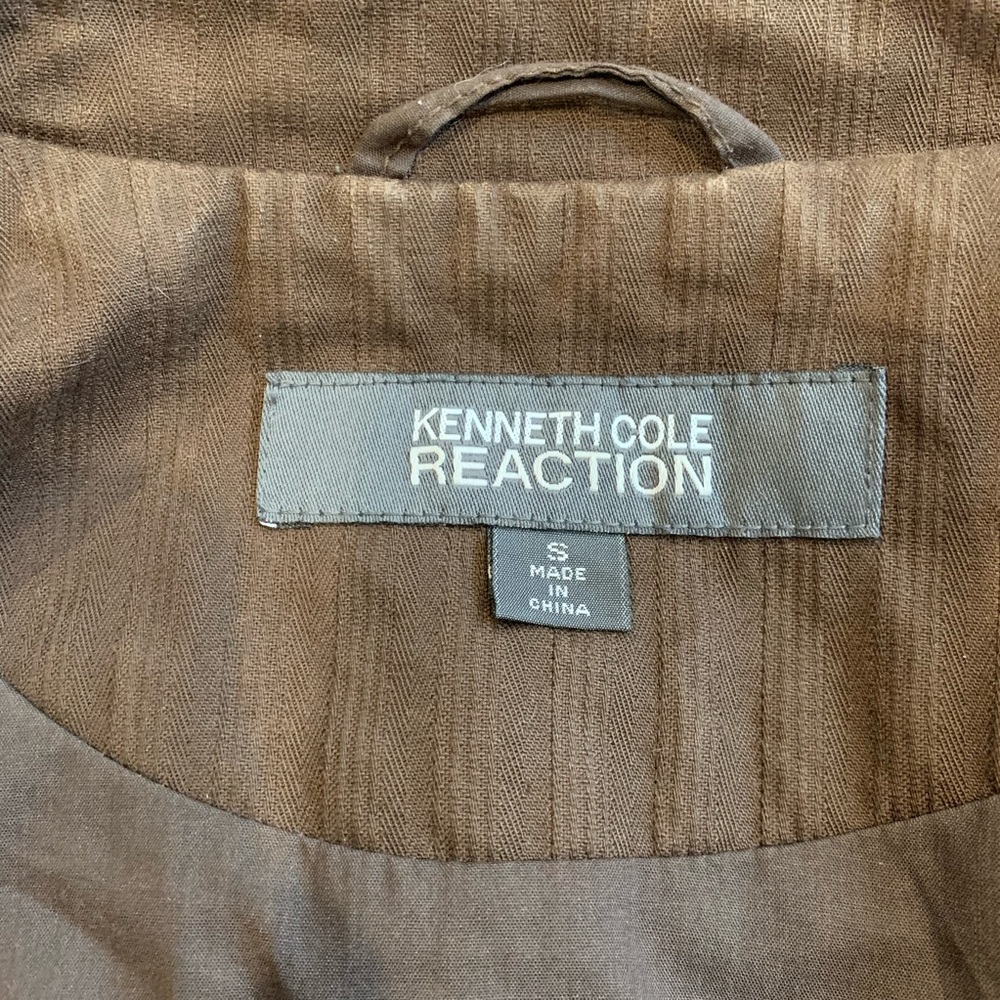 KENNETH COLE
REACTION
S
MADE
IN
CHINA